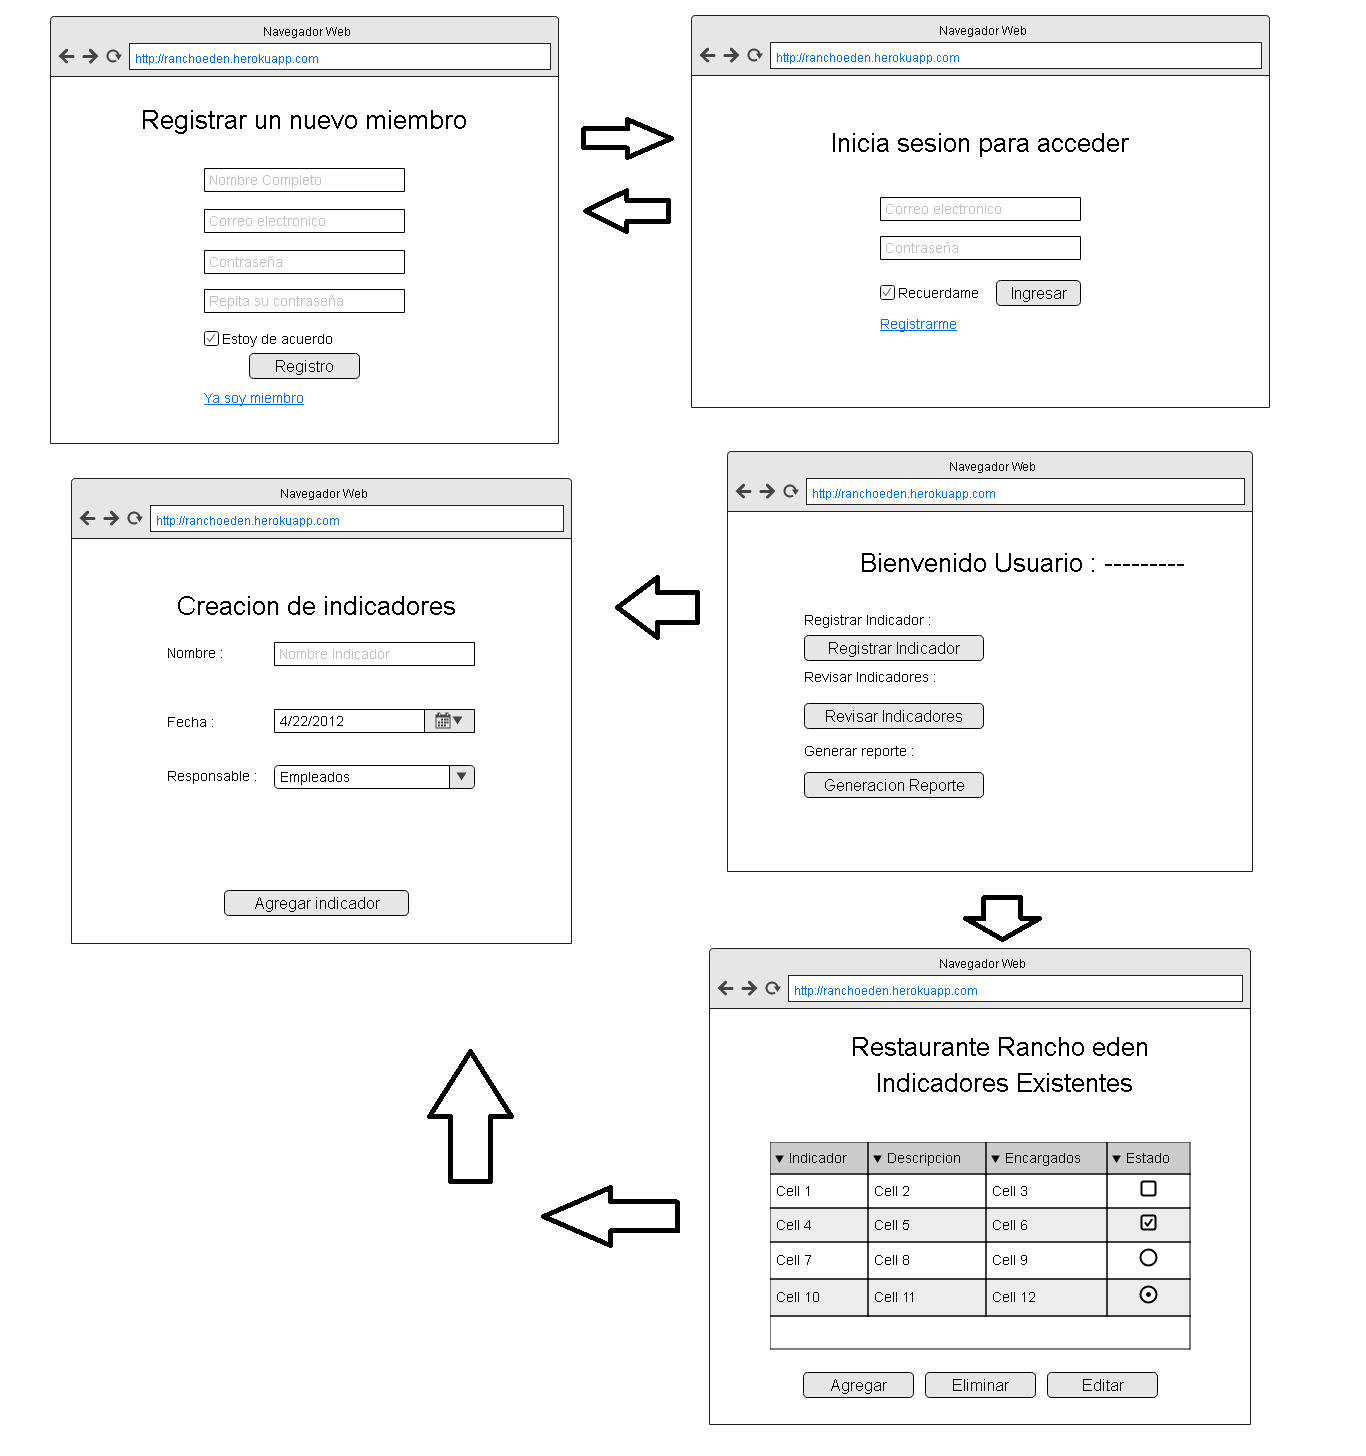 Navegador Web
http://ranchoeden.herokuapp.com
Registrar un nuevo miembro
Nombre Completo
Correo electronico
Contraseña
Repita su contraseña
Estoy de acuerdo
Registro
Ya soy miembro
Navegador Web
http://ranchoeden.herokuapp.com
Inicia sesion para acceder
Correo electronico
Contraseña
Recuerdame Ingresar
Registrarme
Navegador Web
http://ranchoeden.herokuapp.com
Creacion de indicadores
Nombre : Nombre Indicador
Fecha : 4/22/2012
Responsable : Empleados
Agregar indicador
Navegador Web
http://ranchoeden.herokuapp.com
Bienvenido Usuario : ---------
Registrar Indicador :
Registrar Indicador
Revisar Indicadores :
Revisar Indicadores
Generar reporte :
Generacion Reporte
Navegador Web
http://ranchoeden.herokuapp.com
Restaurante Rancho eden
Indicadores Existentes
Indicador Descripcion Encargados Estado
Cell 1 Cell 2 Cell 3
Cell 4 Cell 5 Cell 6
Cell 7 Cell 8 Cell 9
Cell 10 Cell 11 Cell 12
Agregar Eliminar Editar